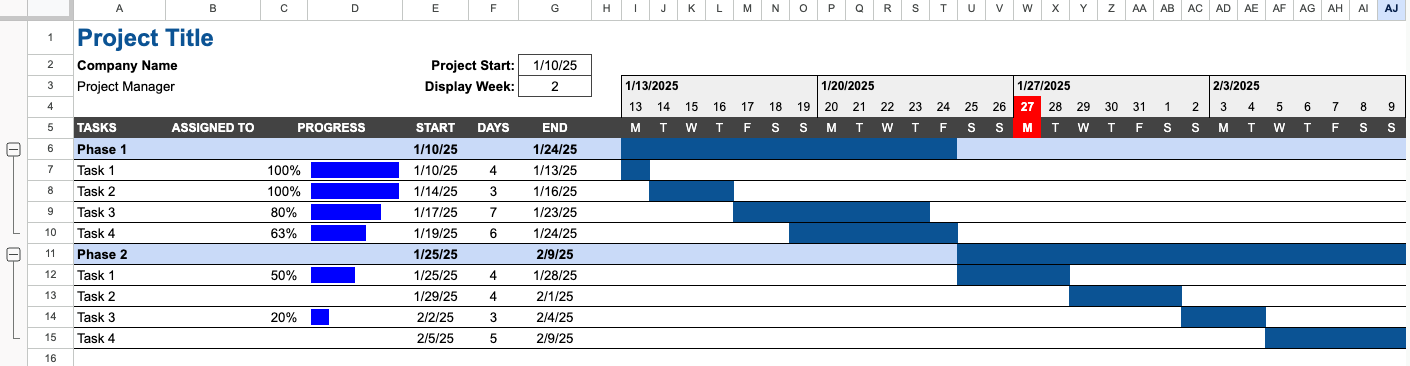 A B C D E F G H I J K L M N O P Q R S T U V W X Y Z AA AB AC AD AE AF AG AH AI AJ
1 Project Title
2 Company Name Project Start: 1/10/25
3 Project Manager Display Week: 2 1/13/2025 1/20/2025 1/27/2025 2/3/2025
4 13 14 15 16 17 18 19 20 21 22 23 24 25 26 27 28 29 30 31 1 2 3 4 5 6 7 8 9
5 TASKS ASSIGNED TO PROGRESS START DAYS END M T W T F S S M T W T F S S M T W T F S S M T W T F S S
6 Phase 1 1/10/25 1/24/25
7 Task 1 100% 1/10/25 4 1/13/25
8 Task 2 100% 1/14/25 3 1/16/25
9 Task 3 80% 1/17/25 7 1/23/25
10 Task 4 63% 1/19/25 6 1/24/25
11 Phase 2 1/25/25 2/9/25
12 Task 1 50% 1/25/25 4 1/28/25
13 Task 2 1/29/25 4 2/1/25
14 Task 3 20% 2/2/25 3 2/4/25
15 Task 4 2/5/25 5 2/9/25
16